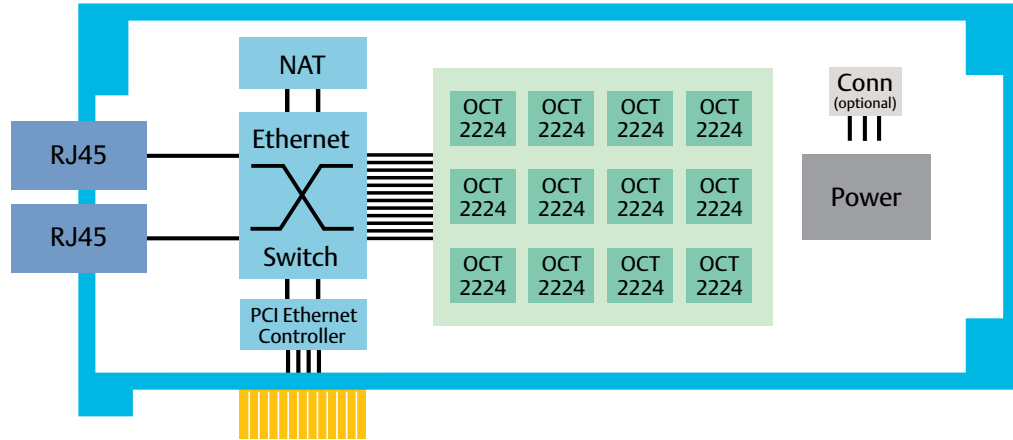 NAT
Conn
(optional)
RJ45
RJ45
Ethernet
Switch
PCI Ethernet
Controller
OCT
2224
OCT
2224
OCT
2224
OCT
2224
OCT
2224
OCT
2224
OCT
2224
OCT
2224
OCT
2224
OCT
2224
OCT
2224
OCT
2224
Power